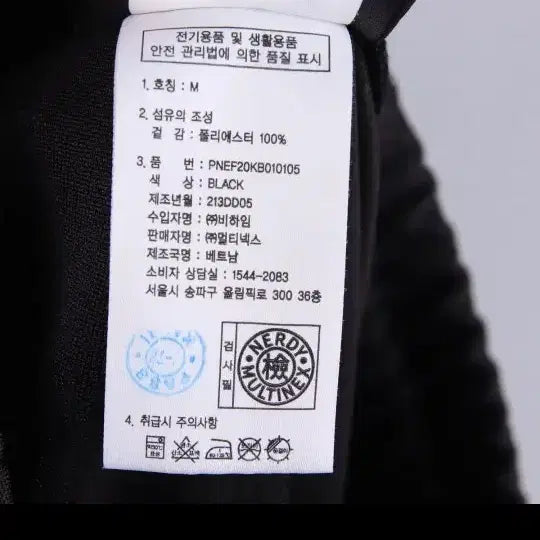 전기용품 및 생활용품
안전 관리법에 의한 품질 표시
1. 호칭 : M
2. 섬유의 조성
겉 감 : 폴리에스터 100%
3. 품 번 : PNEF20KB010105
색 상 : BLACK
제조년월 : 213DD05
수입자명 : ㈜비하임
판매자명 : ㈜멀티넥스
제조국명 : 베트남
소비자 상담실 : 1544-2083
서울시 송파구 올림픽로 300 36층
검사필
NERDY
檢
MULTINEX
4. 취급시 주의사항